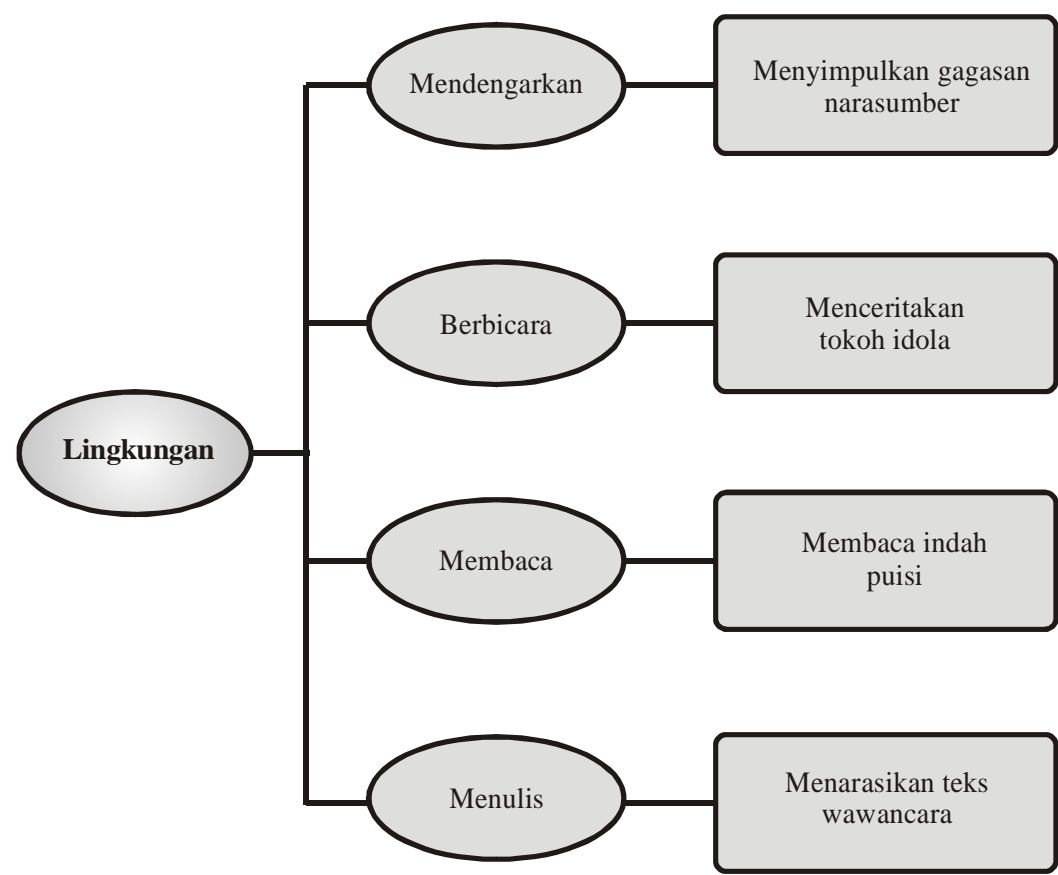 Mendengarkan
Menyimpulkan gagasan
narasumber
Berbicara
Menceritakan
tokoh idola
Lingkungan
Membaca
Membaca indah
puisi
Menulis
Menarasikan teks
wawancara